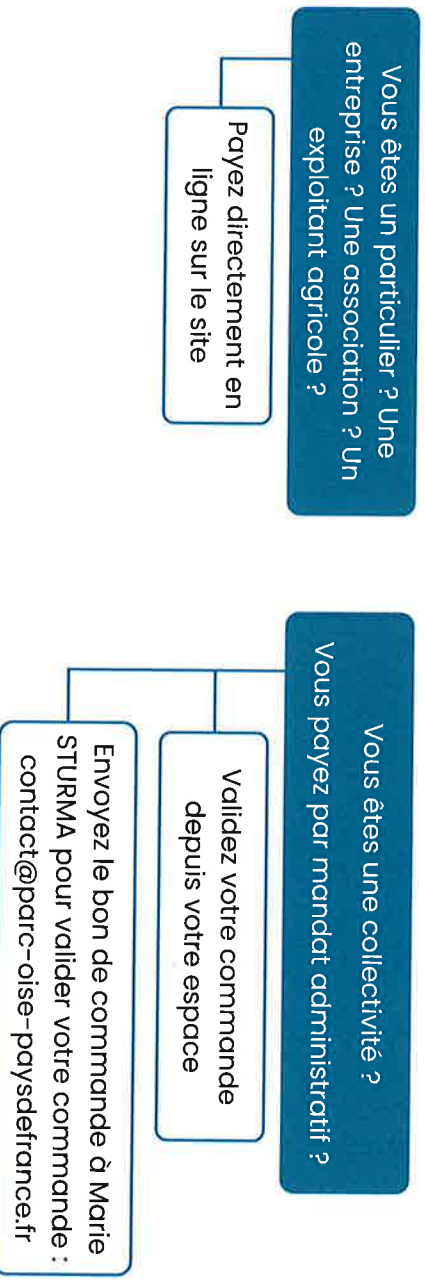 Vous êtes un particulier ? Une
entreprise ? Une association ? Un
exploitant agricole ?
Payez directement en
ligne sur le site
Vous êtes une collectivité ?
Vous payez par mandat administratif ?
Validez votre commande
depuis votre espace
Envoyez le bon de commande à Marie
STURMA pour valider votre commande :
contact@parc-oise-paysdefrance.fr